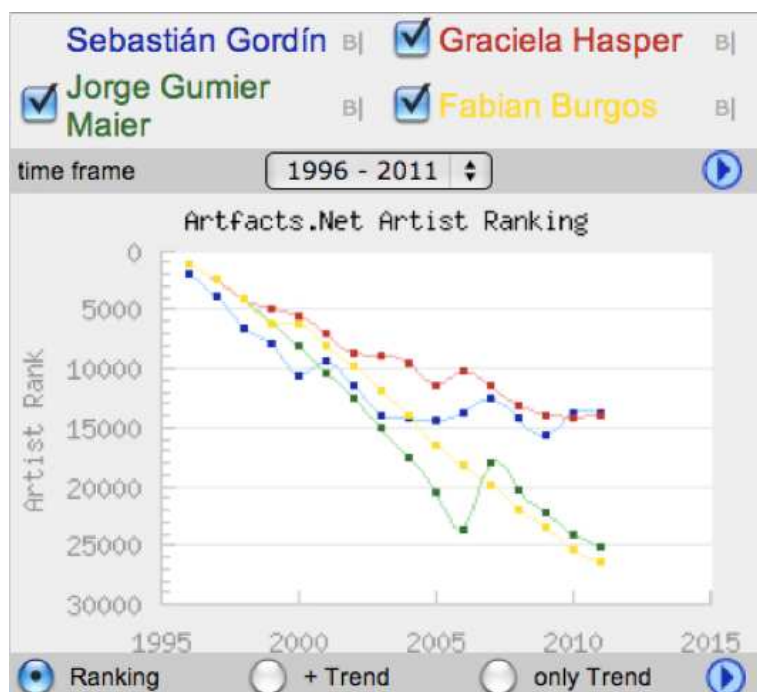 Sebastián Gordín B| Graciela Hasper B|
Jorge Gumier
Maier B| Fabian Burgos B|
time frame 1996 - 2011
Artfacts.Net Artist Ranking
Artist Rank
0
5000
10000
15000
20000
25000
30000
1995 2000 2005 2010 2015
Ranking + Trend only Trend